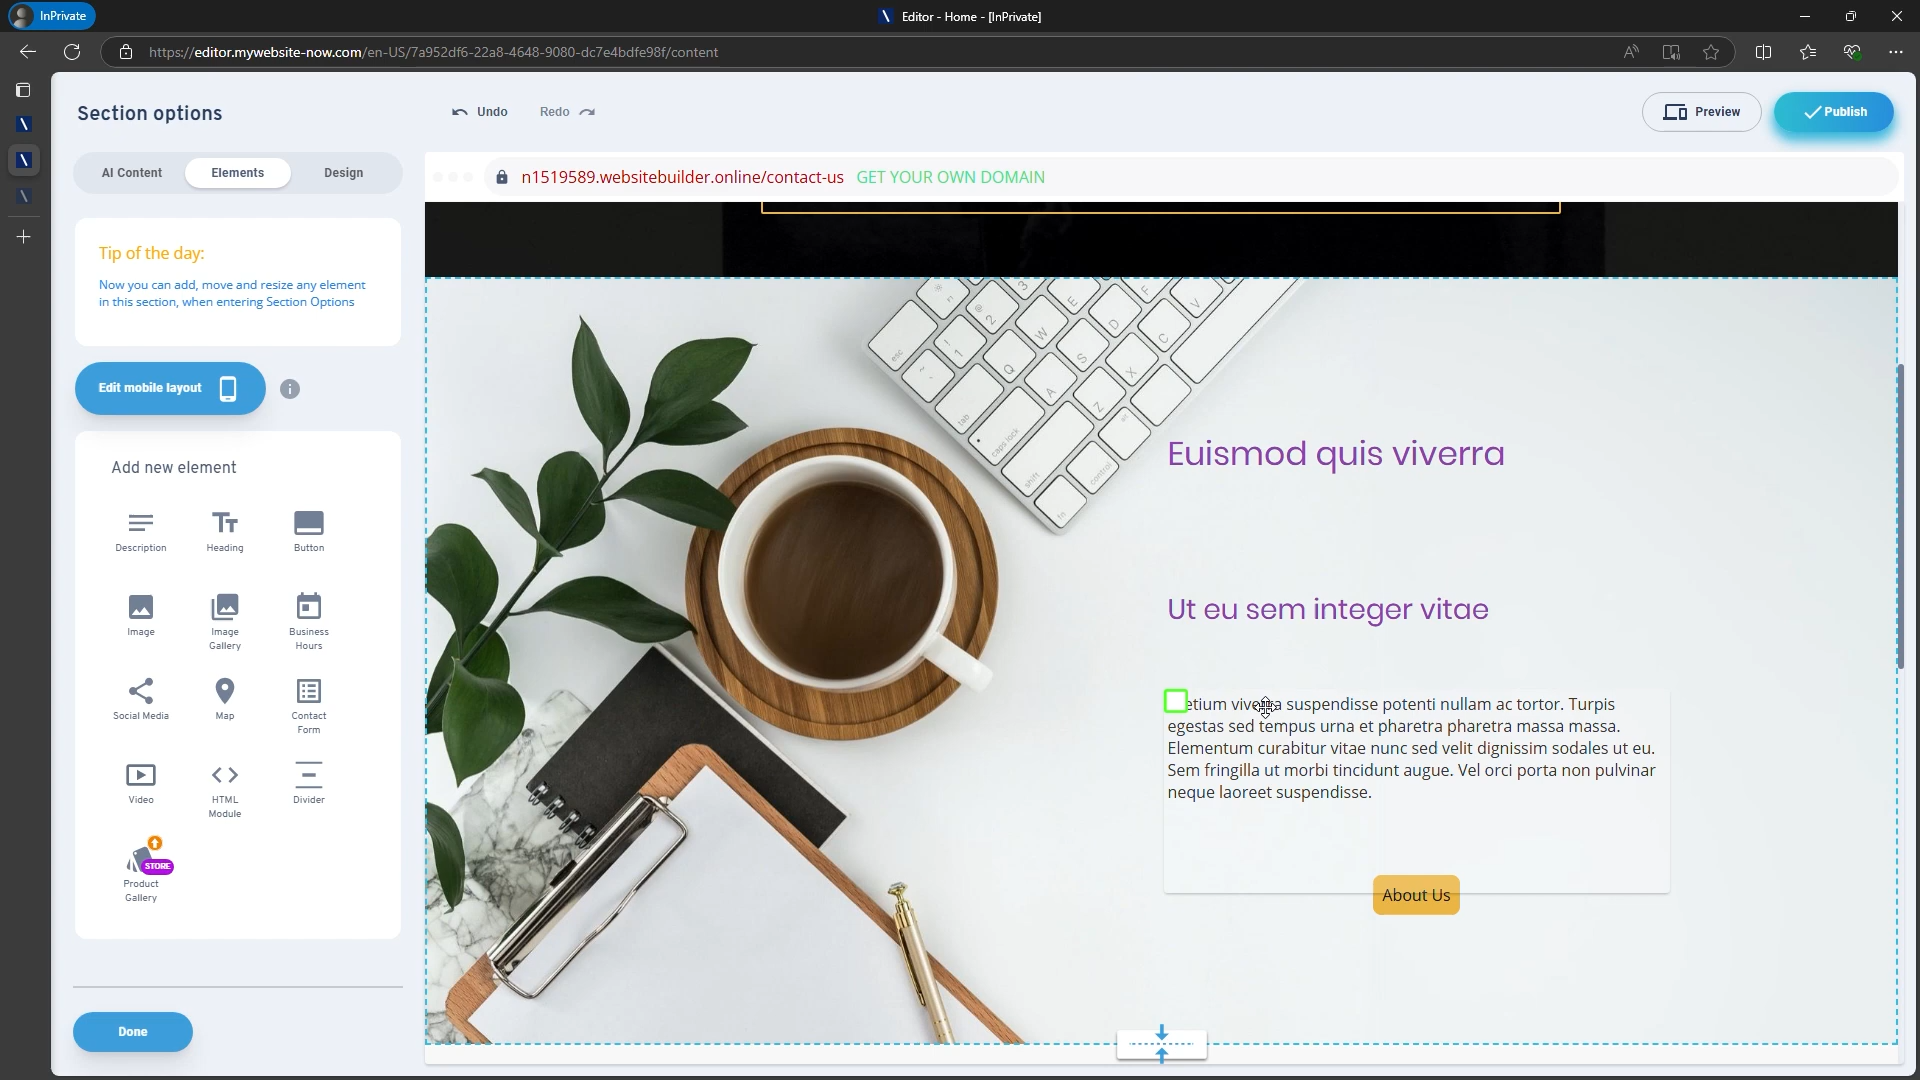 InPrivate
Editor - Home - [InPrivate]
https://editor.mywebsite-now.com/en-US/7a952df6-22a8-4648-9080-dc7e4bdfe98f/content
Section options
Undo
Redo
Preview
Publish
AI Content
Elements
Design
n1519589.websitebuilder.online/contact-us GET YOUR OWN DOMAIN
Tip of the day:
Now you can add, move and resize any element
in this section, when entering Section Options
Edit mobile layout
Add new element
Description
Heading
Button
Image
Image
Gallery
Business
Hours
Social Media
Map
Contact
Form
Video
HTML
Module
Divider
STORE
Product
Gallery
Done
esc
tab
caps lock
shift
fn
control
Q
W
E
A
S
D
Z
X
C
V
F
Euismod quis viverra
Ut eu sem integer vitae
etium viverra suspendisse potenti nullam ac tortor. Turpis
egestas sed tempus urna et pharetra pharetra massa massa.
Elementum curabitur vitae nunc sed velit dignissim sodales ut eu.
Sem fringilla ut morbi tincidunt augue. Vel orci porta non pulvinar
neque laoreet suspendisse.
About Us